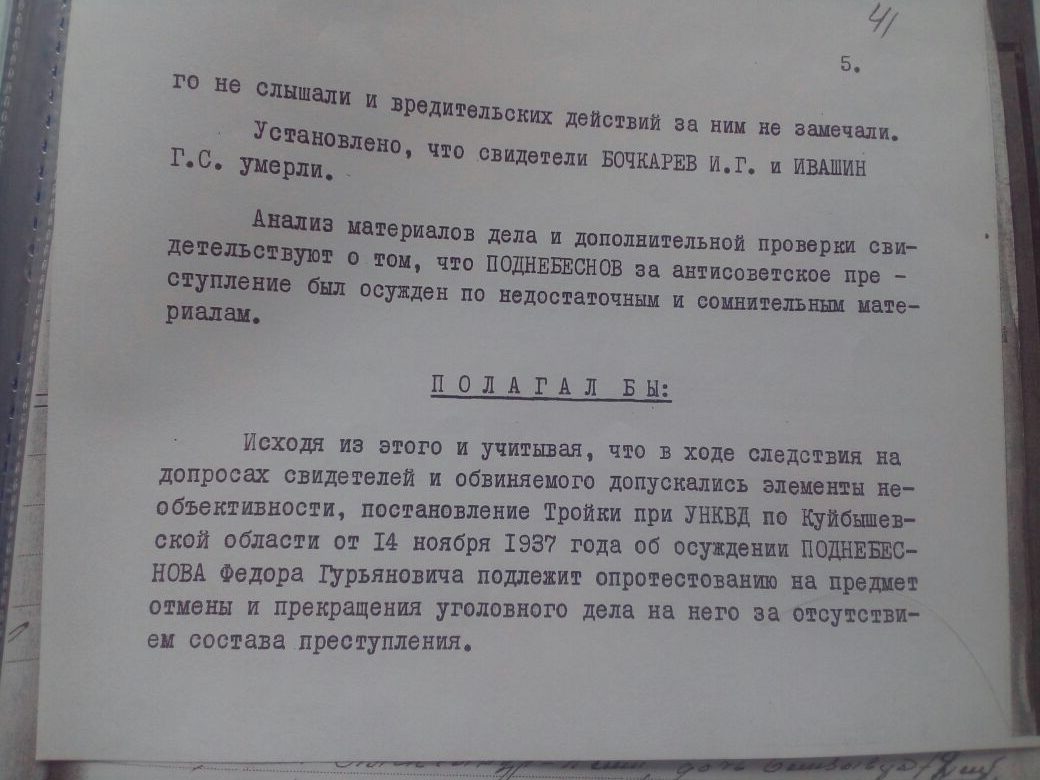 41
5.
го не слышали и вредительских действий за ним не замечали.
Установлено, что свидетели БОЧКАРЕВ И.Г. и ИВАШИН
Г.С. умерли.
Анализ материалов дела и дополнительной проверки сви-
детельствуют о том, что ПОДНЕБЕСНОВ за антисоветское пре -
ступление был осужден по недостаточным и сомнительным мате-
риалам.
П О Л А Г А Л  Б Ы:
Исходя из этого и учитывая, что в ходе следствия на
допросах свидетелей и обвиняемого допускались элементы не-
объективности, постановление Тройки при УНКВД по Куйбышев-
ской области от 14 ноября 1937 года об осуждении ПОДНЕБЕС-
НОВА Федора Гурьяновича подлежит опротестованию на предмет
отмены и прекращения уголовного дела на него за отсутстви-
ем состава преступления.